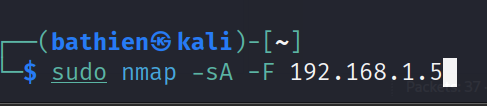 ┌──(bathien㉿kali)-[~]
└─$ sudo nmap -sA -F 192.168.1.5